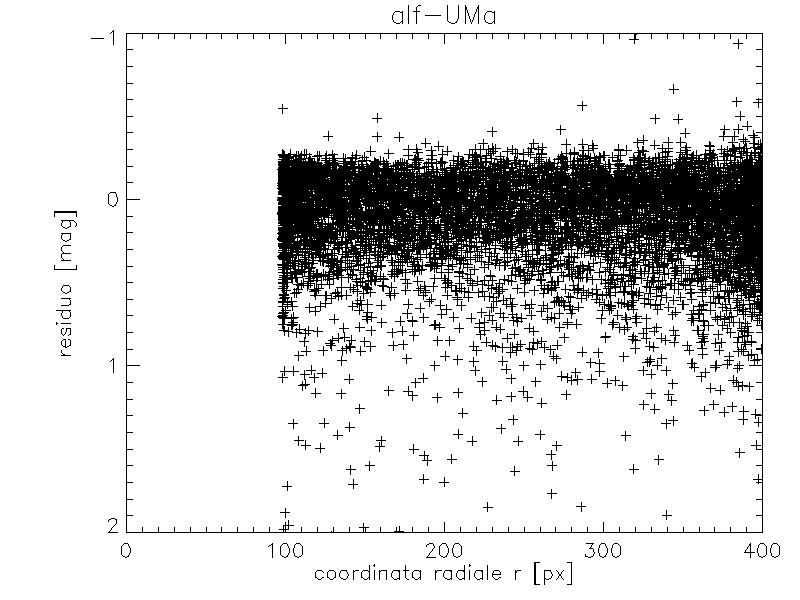 alf-UMa
-1
0
1
2
residuo [mag]
0 100 200 300 400
coordinata radiale r [px]